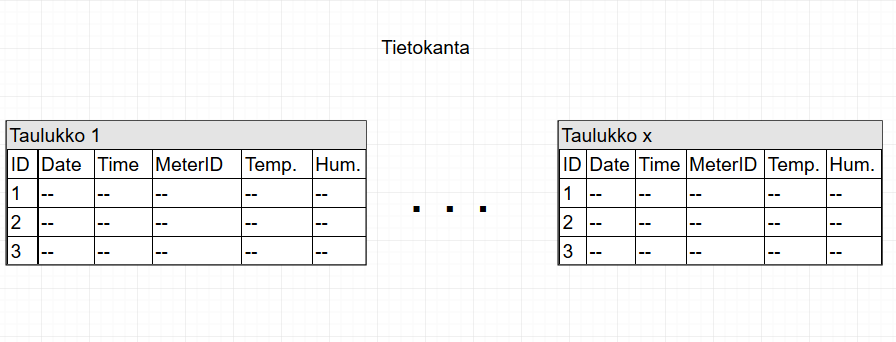 Tietokanta
Taulukko 1
ID Date Time MeterID Temp. Hum.
1 -- -- -- -- --
2 -- -- -- -- --
3 -- -- -- -- --
. . .
Taulukko x
ID Date Time MeterID Temp. Hum.
1 -- -- -- -- --
2 -- -- -- -- --
3 -- -- -- -- --